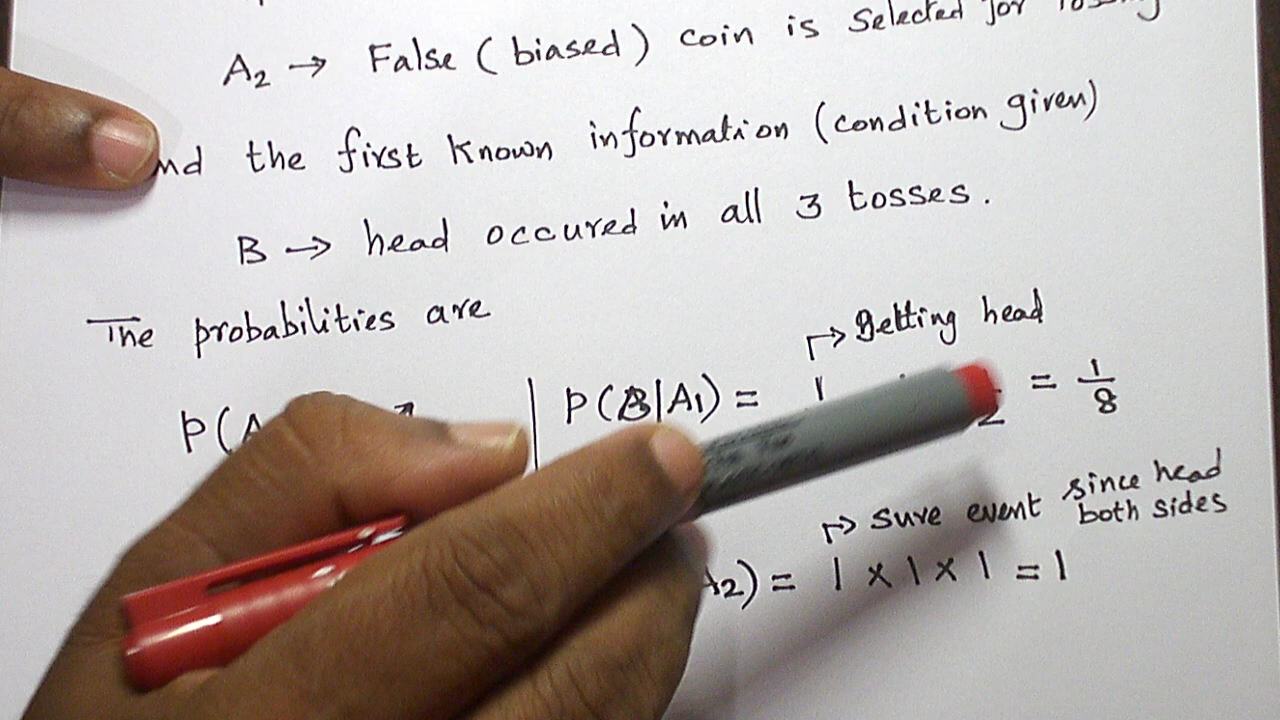 A2 → False (biased) coin is selected for
nd the first known information (condition given)
B → head occured in all 3 tosses.
The probabilities are
↱> getting head
P(A | P(B|A1) = 1 2 = 1/8
↱> sure event since head both sides
A2) = 1 x 1 x 1 = 1